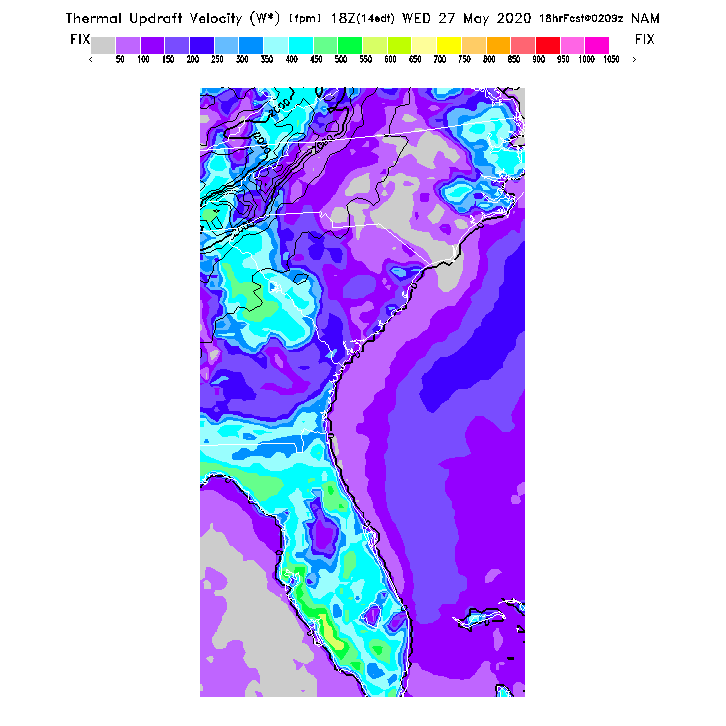 Thermal Updraft Velocity (W*) [fpm] 18Z(14edt) WED 27 May 2020 18hrFcst@0209z NAM
FIX FIX
< 50 100 150 200 250 300 350 400 450 500 550 600 650 700 750 800 850 900 950 1000 1050 >
2000